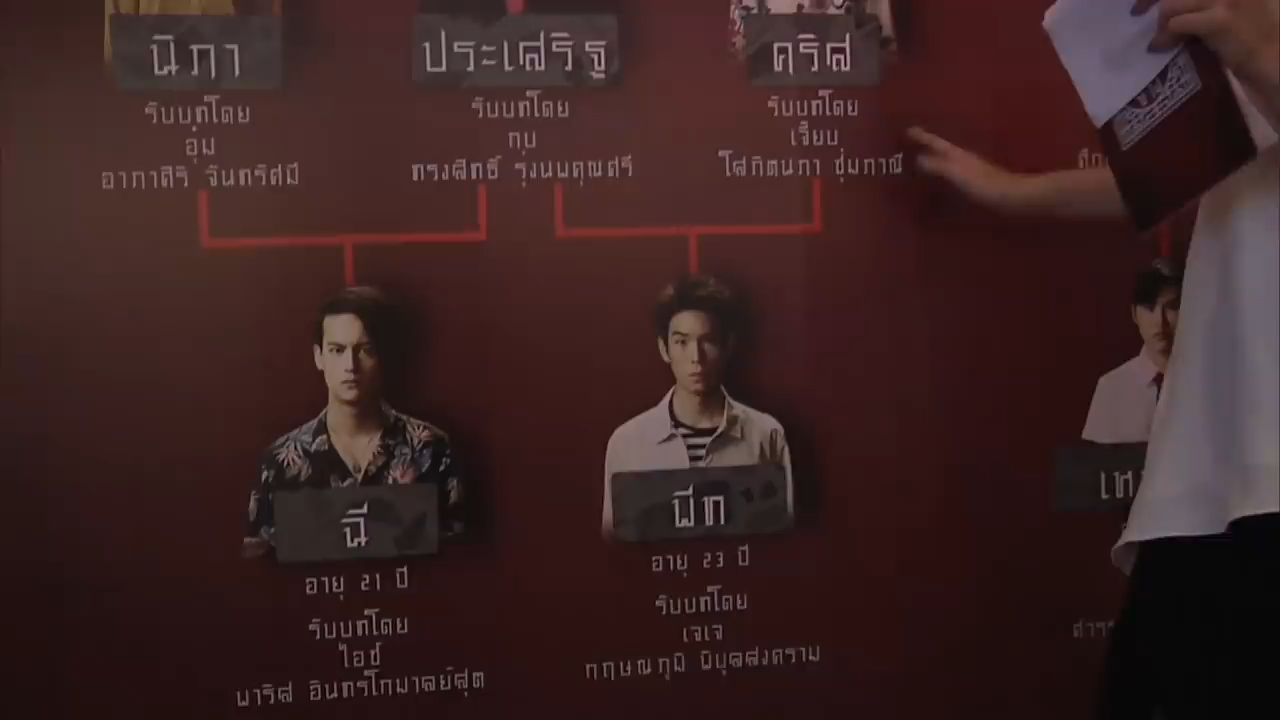 นิภา
ประเสริฐ
คริส
รับบทโดย
อุ๋ม
อาภาศิริ จันทรัศมี
รับบทโดย
กบ
ทรงสิทธิ์ รุ่งนพคุณศรี
รับบทโดย
เจี๊ยบ
โสภิตนภา ชุ่มภาณี
ฉี
อายุ 21 ปี
รับบทโดย
ไอซ์
พาริส อินทรโกมาลย์สุต
พีท
อายุ 23 ปี
รับบทโดย
เจเจ
กฤษณภูมิ พิบูลสงคราม